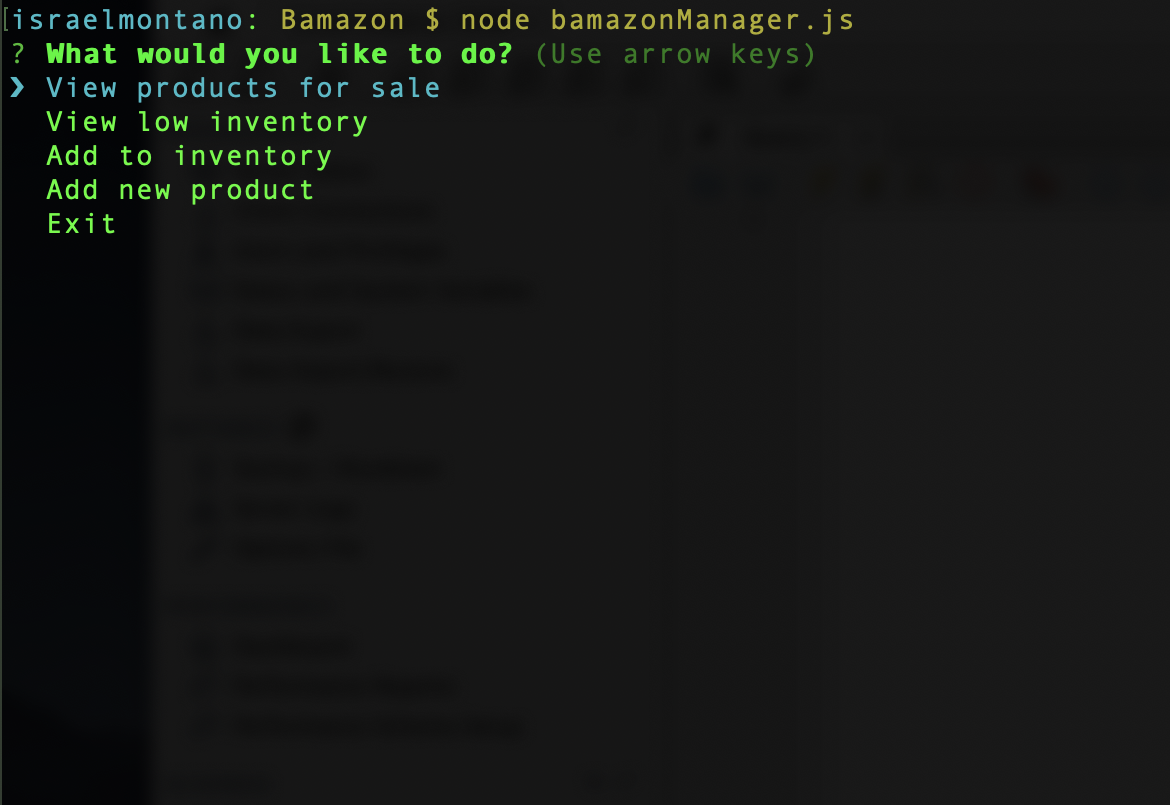 [israelmontano: Bamazon $ node bamazonManager.js
? What would you like to do? (Use arrow keys)
❯ View products for sale
View low inventory
Add to inventory
Add new product
Exit